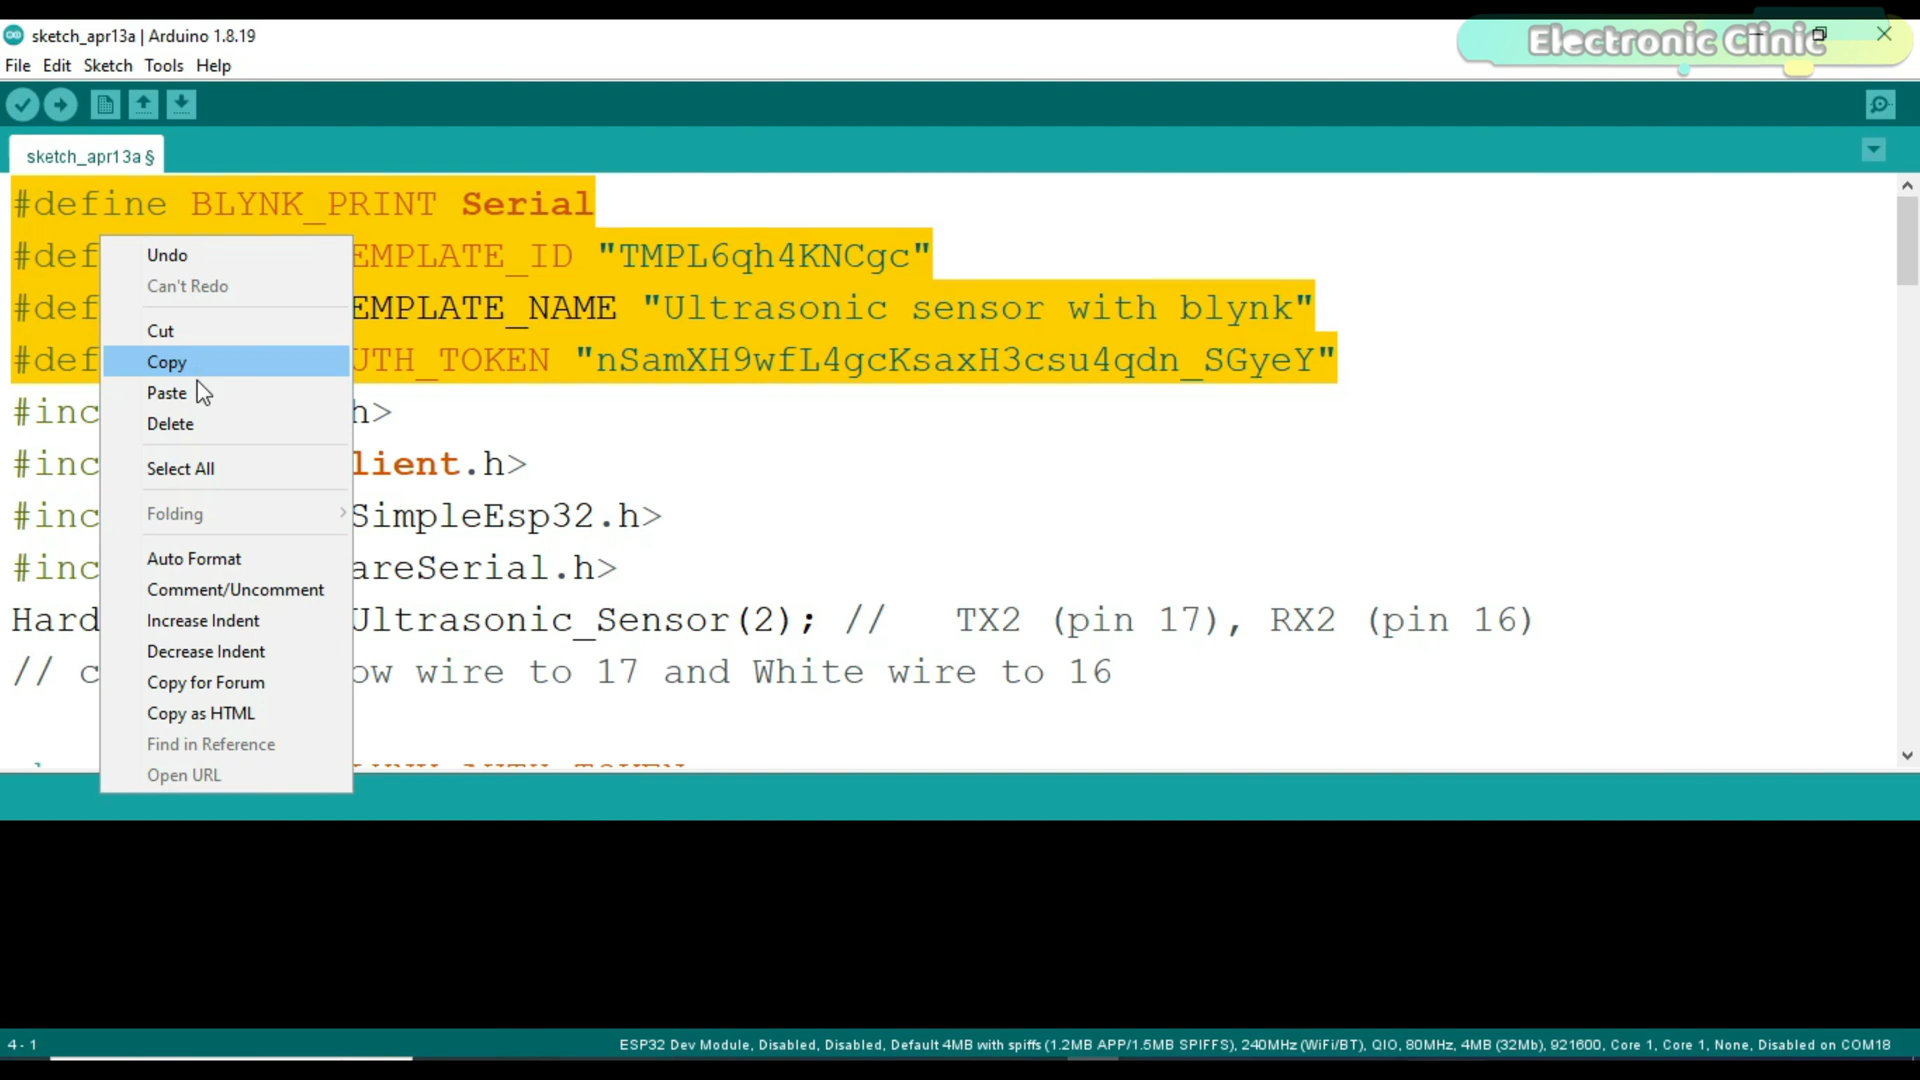 sketch_apr13a | Arduino 1.8.19
Electronic Clinic
File Edit Sketch Tools Help
sketch_apr13a §
#define BLYNK_PRINT Serial
#def EMPLATE_ID "TMPL6qh4KNCgc"
#def EMPLATE_NAME "Ultrasonic sensor with blynk"
#def UTH_TOKEN "nSamXH9wfL4gcKsaxH3csu4qdn_SGyeY"
#inc h>
#inc lient.h>
#inc SimpleEsp32.h>
#inc areSerial.h>
Hard Ultrasonic_Sensor(2); // TX2 (pin 17), RX2 (pin 16)
// c ow wire to 17 and White wire to 16
Undo
Can't Redo
Cut
Copy
Paste
Delete
Select All
Folding
Auto Format
Comment/Uncomment
Increase Indent
Decrease Indent
Copy for Forum
Copy as HTML
Find in Reference
Open URL
4 - 1
ESP32 Dev Module, Disabled, Disabled, Default 4MB with spiffs (1.2MB APP/1.5MB SPIFFS), 240MHz (WiFi/BT), QIO, 80MHz, 4MB (32Mb), 921600, Core 1, Core 1, None, Disabled on COM18